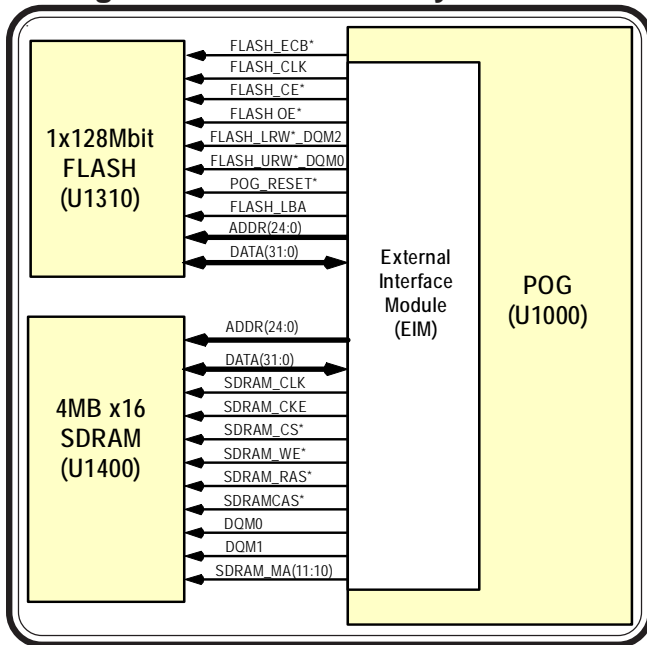 FLASH_ECB*
FLASH_CLK
FLASH_CE*
FLASH OE*
FLASH_LRW*_DQM2
FLASH_URW*_DQM0
POG_RESET*
FLASH_LBA
ADDR(24:0)
DATA(31:0)
1x128Mbit
FLASH
(U1310)
External
Interface
Module
(EIM)
POG
(U1000)
ADDR(24:0)
DATA(31:0)
SDRAM_CLK
SDRAM_CKE
SDRAM_CS*
SDRAM_WE*
SDRAM_RAS*
SDRAMCAS*
DQM0
DQM1
SDRAM_MA(11:10)
4MB x16
SDRAM
(U1400)